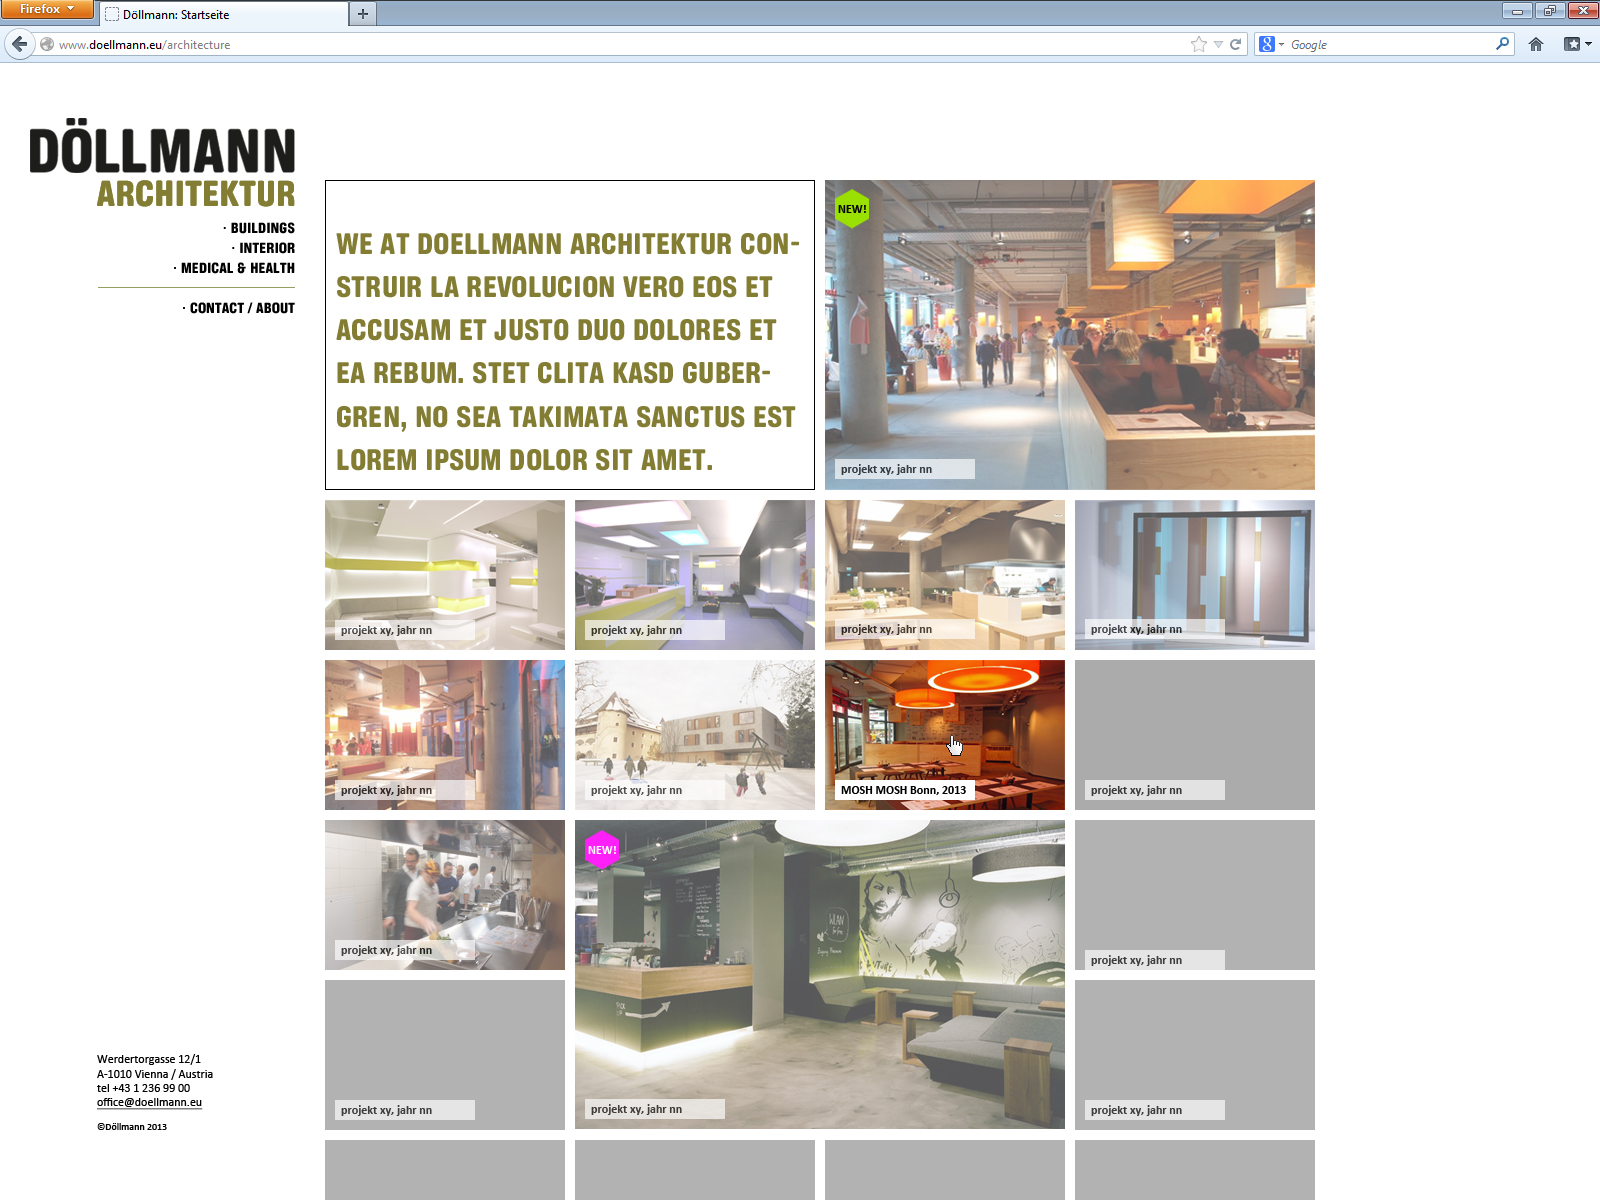 Firefox
Döllmann: Startseite
www.doellmann.eu/architecture
Google
DÖLLMANN
ARCHITEKTUR
· BUILDINGS
· INTERIOR
· MEDICAL & HEALTH
· CONTACT / ABOUT
WE AT DOELLMANN ARCHITEKTUR CON-
STRUIR LA REVOLUCION VERO EOS ET
ACCUSAM ET JUSTO DUO DOLORES ET
EA REBUM. STET CLITA KASD GUBER-
GREN, NO SEA TAKIMATA SANCTUS EST
LOREM IPSUM DOLOR SIT AMET.
NEW!
projekt xy, jahr nn
projekt xy, jahr nn
projekt xy, jahr nn
projekt xy, jahr nn
projekt xy, jahr nn
projekt xy, jahr nn
projekt xy, jahr nn
MOSH MOSH Bonn, 2013
projekt xy, jahr nn
projekt xy, jahr nn
NEW!
WLAN
projekt xy, jahr nn
projekt xy, jahr nn
projekt xy, jahr nn
projekt xy, jahr nn
Werdertorgasse 12/1
A-1010 Vienna / Austria
tel +43 1 236 99 00
office@doellmann.eu
©Döllmann 2013